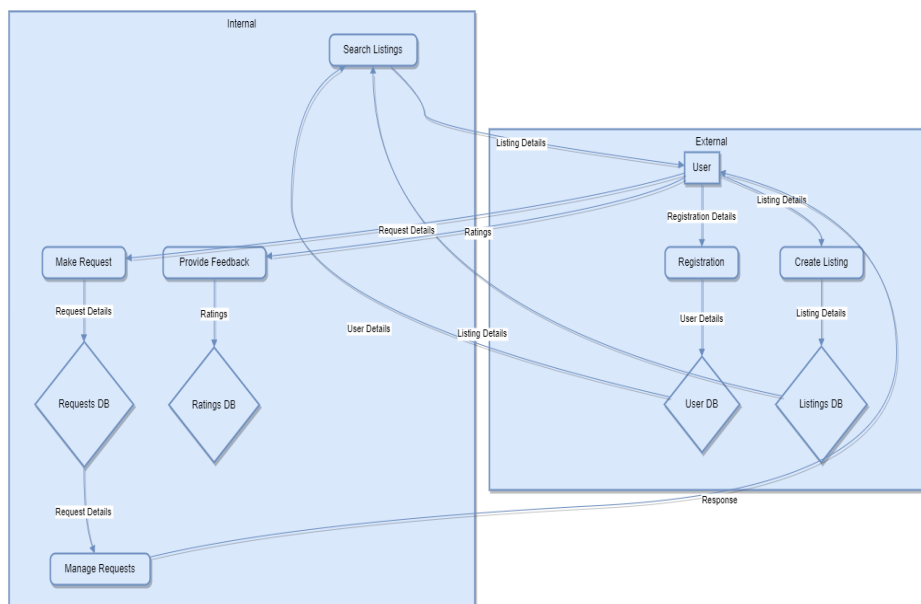 Internal
Search Listings
External
Listing Details
User
Registration Details
Listing Details
Request Details
Ratings
Make Request
Provide Feedback
Registration
Create Listing
Request Details
Ratings
User Details
Listing Details
User Details
Listing Details
Requests DB
Ratings DB
User DB
Listings DB
Response
Request Details
Manage Requests